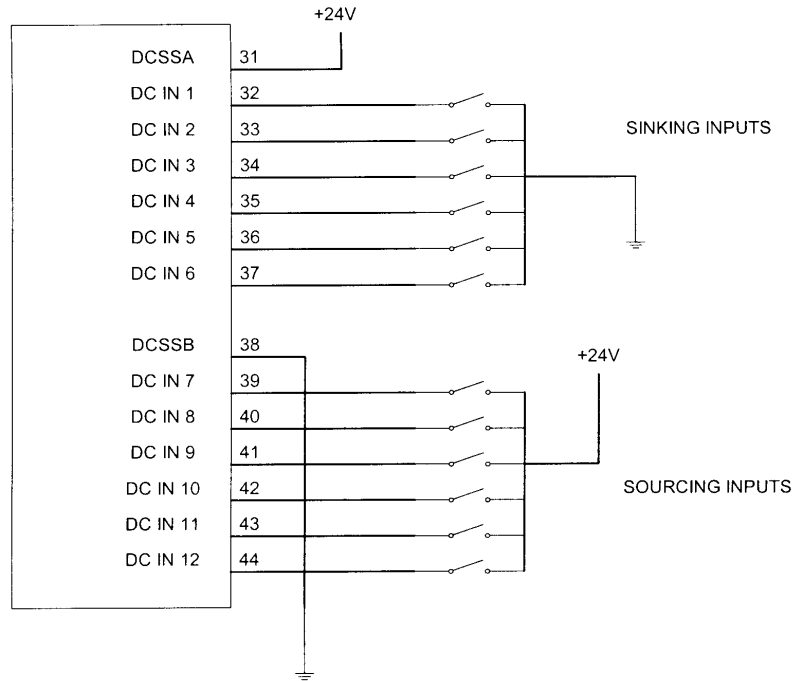 +24V
DCSSA 31
DC IN 1 32
DC IN 2 33
SINKING INPUTS
DC IN 3 34
DC IN 4 35
DC IN 5 36
DC IN 6 37
DCSSB 38
+24V
DC IN 7 39
DC IN 8 40
DC IN 9 41
DC IN 10 42
SOURCING INPUTS
DC IN 11 43
DC IN 12 44